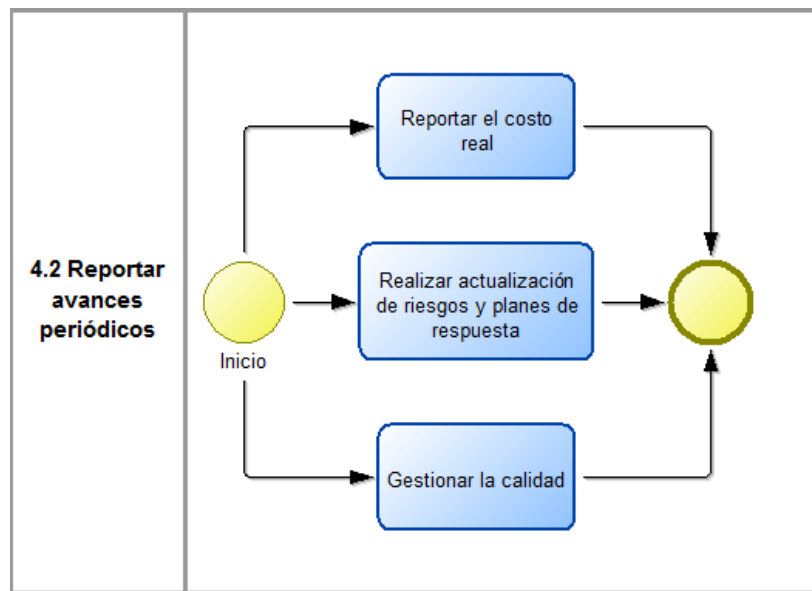 4.2 Reportar
avances
periódicos
Inicio
Reportar el costo
real
Realizar actualización
de riesgos y planes de
respuesta
Gestionar la calidad